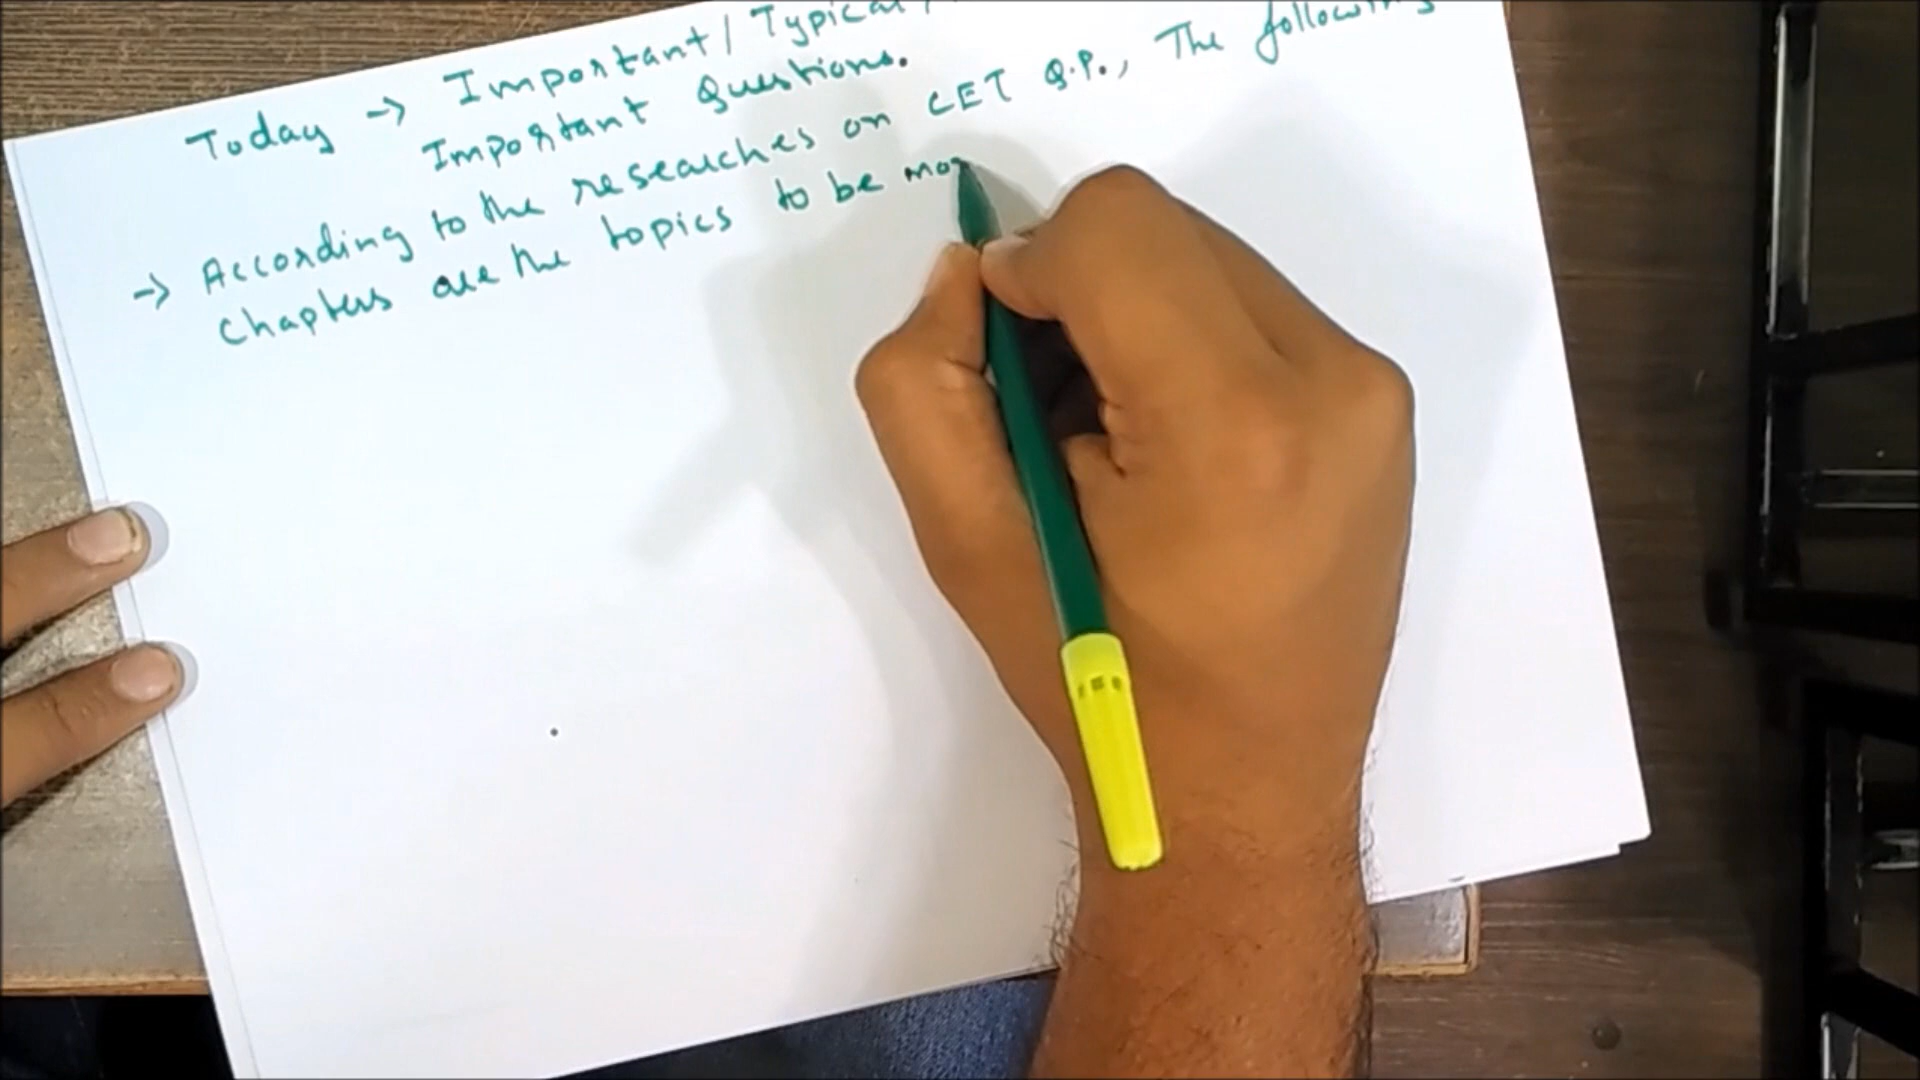 Today → Important / Typical /
Important Questions.
→ According to the researches on CET Q.P., The following
chapters are the topics to be mo